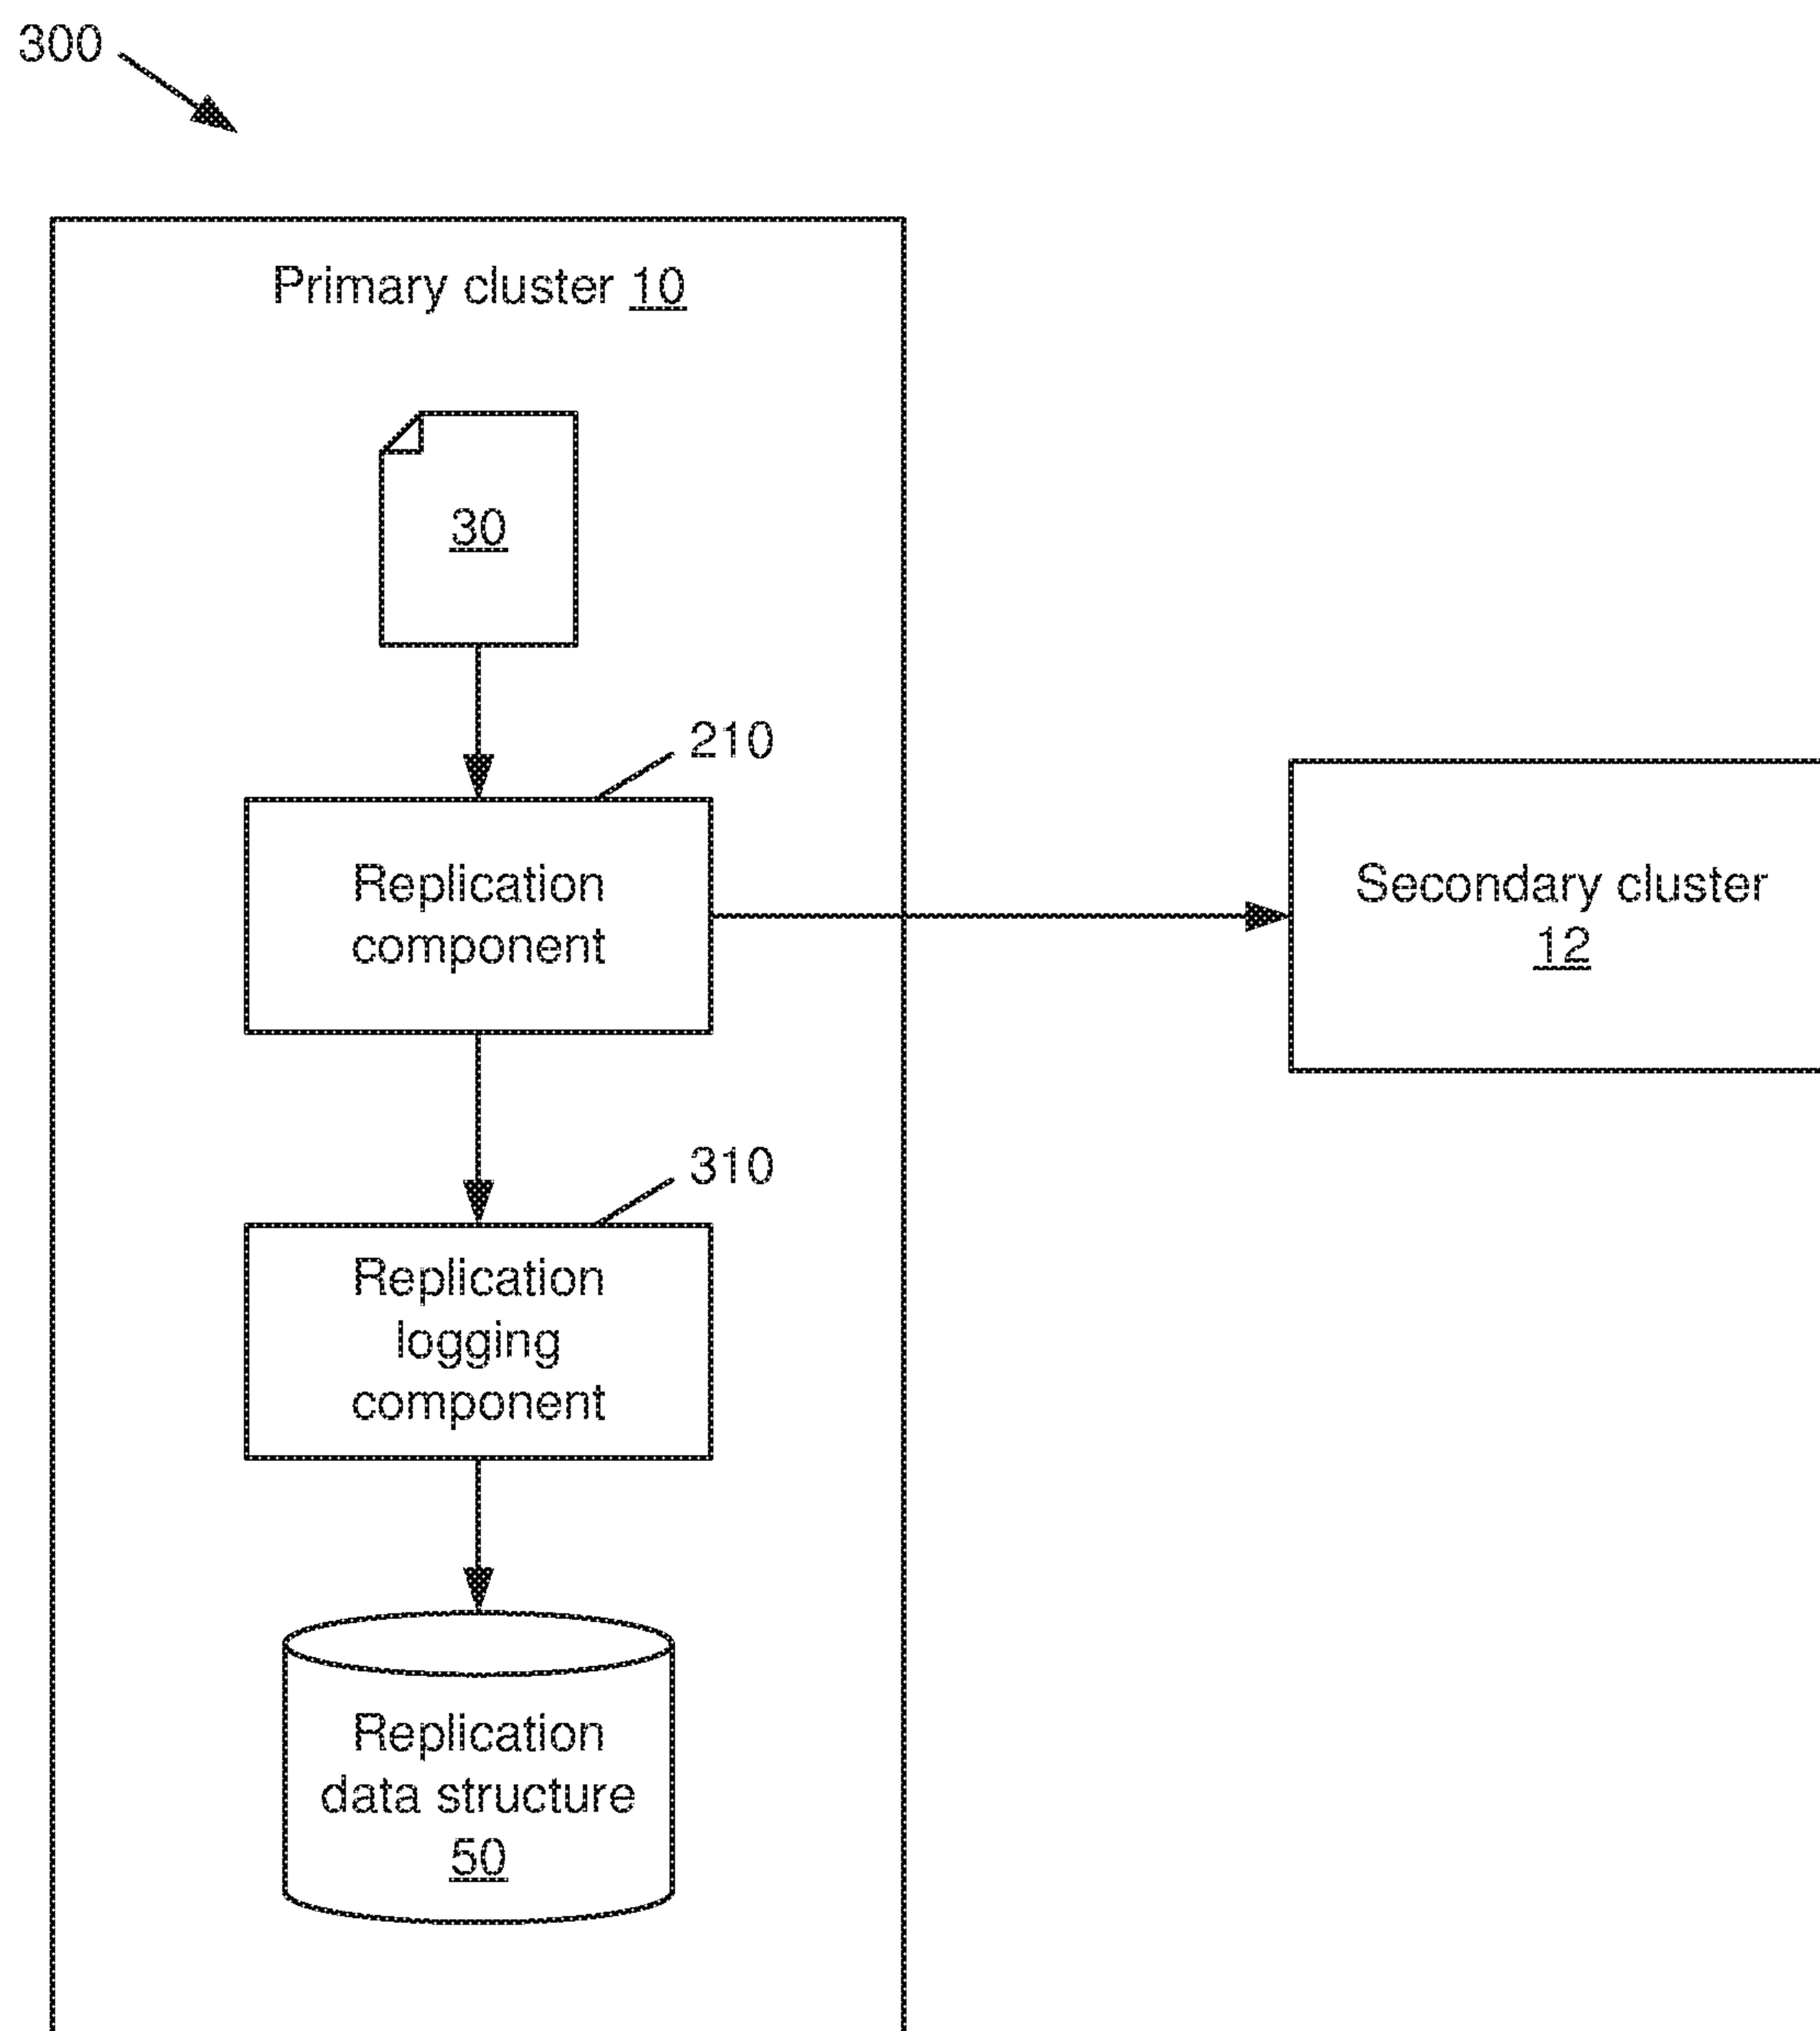 300
Primary cluster 10
30
210
Replication
component
Secondary cluster
12
310
Replication
logging
component
Replication
data structure
50